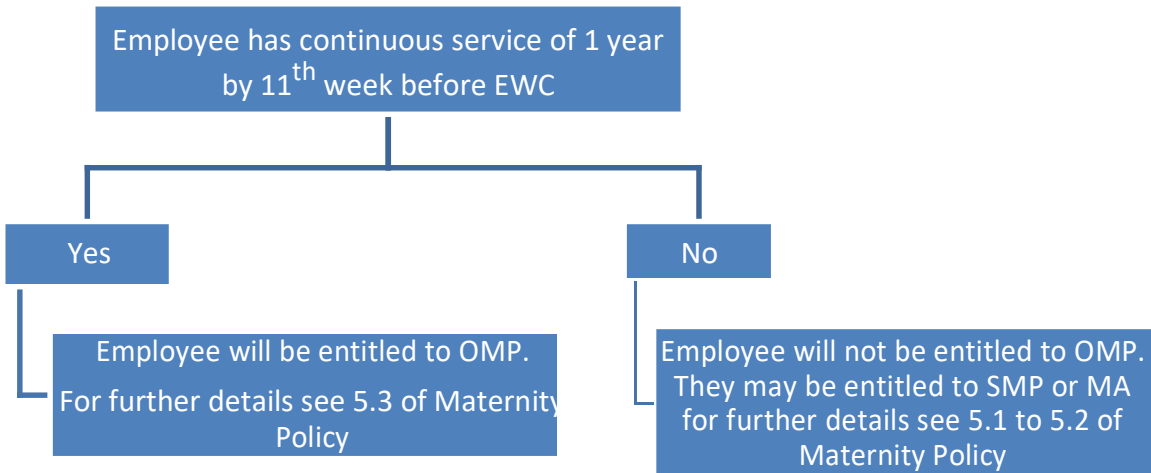 Employee has continuous service of 1 year
by 11th week before EWC
Yes
No
Employee will be entitled to OMP.
For further details see 5.3 of Maternity
Policy
Employee will not be entitled to OMP.
They may be entitled to SMP or MA
for further details see 5.1 to 5.2 of
Maternity Policy